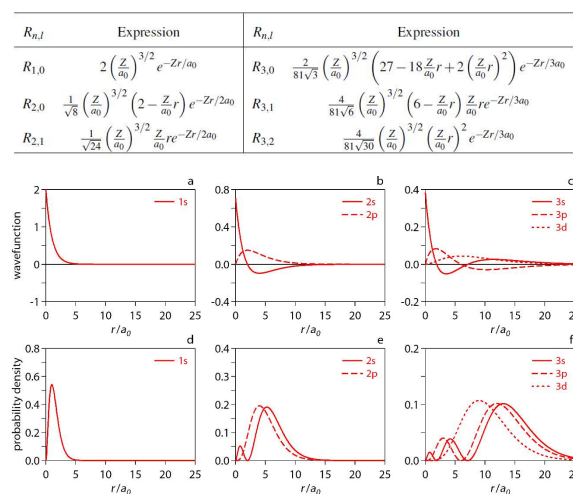 R_{n,l} Expression R_{n,l} Expression
R_{1,0} 2 (Z/a_0)^{3/2} e^{-Zr/a_0} R_{3,0} 2/(81√3) (Z/a_0)^{3/2} (27 − 18 Z/a_0 r + 2 (Z/a_0 r)^2) e^{-Zr/3a_0}
R_{2,0} 1/√8 (Z/a_0)^{3/2} (2 − Z/a_0 r) e^{-Zr/2a_0} R_{3,1} 4/(81√6) (Z/a_0)^{3/2} (6 − Z/a_0 r) Z/a_0 r e^{-Zr/3a_0}
R_{2,1} 1/√24 (Z/a_0)^{3/2} Z/a_0 r e^{-Zr/2a_0} R_{3,2} 4/(81√30) (Z/a_0)^{3/2} (Z/a_0 r)^2 e^{-Zr/3a_0}
a
wavefunction
2
1
0
-1
1s
0 5 10 15 20 25
r/a_0
b
0.8
0.4
0.0
-0.4
2s
2p
0 5 10 15 20 25
r/a_0
c
0.4
0.2
0.0
-0.2
3s
3p
3d
0 5 10 15 20 25
r/a_0
d
probability density
0.8
0.6
0.4
0.2
0.0
1s
0 5 10 15 20 25
r/a_0
e
0.4
0.3
0.2
0.1
0.0
2s
2p
0 5 10 15 20 25
r/a_0
f
0.2
0.1
0.0
3s
3p
3d
0 5 10 15 20 25
r/a_0